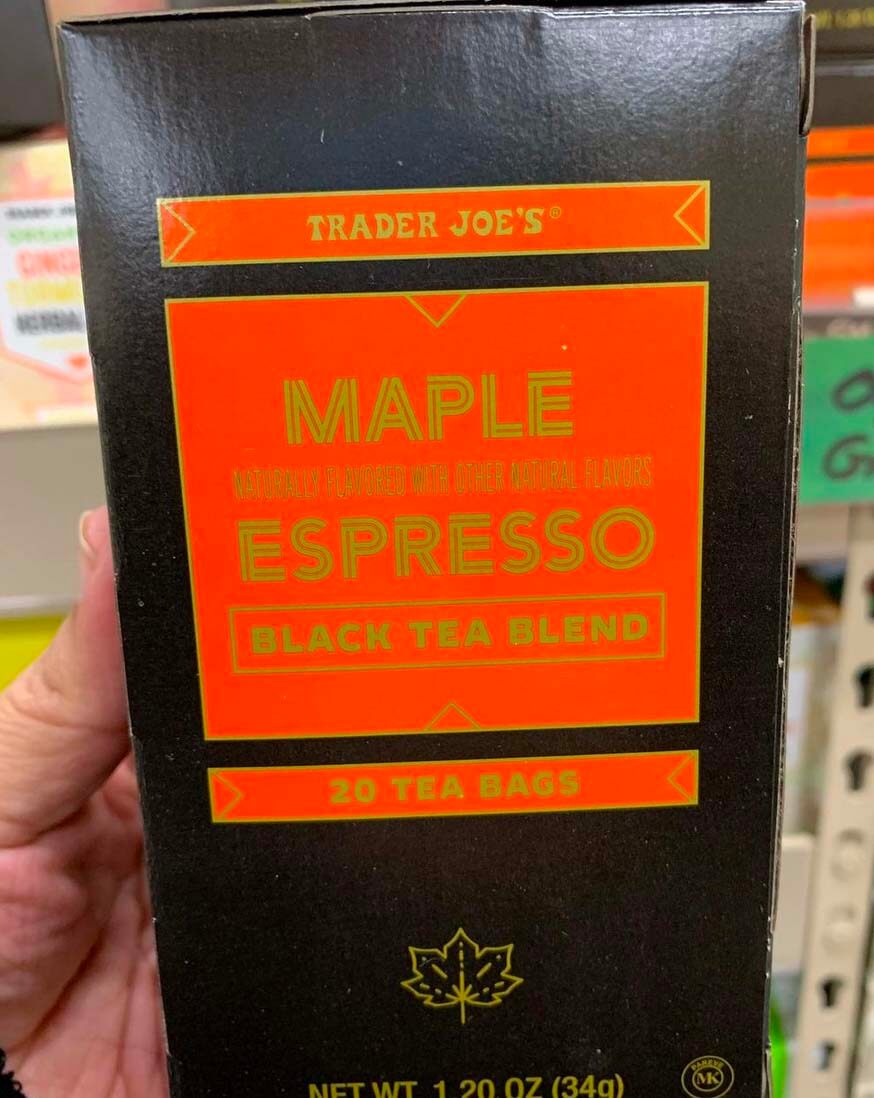 TRADER JOE'S®
MAPLE
NATURALLY FLAVORED WITH OTHER NATURAL FLAVORS
ESPRESSO
BLACK TEA BLEND
20 TEA BAGS
NET WT. 1.20 OZ (34g)
PAREVE
MK